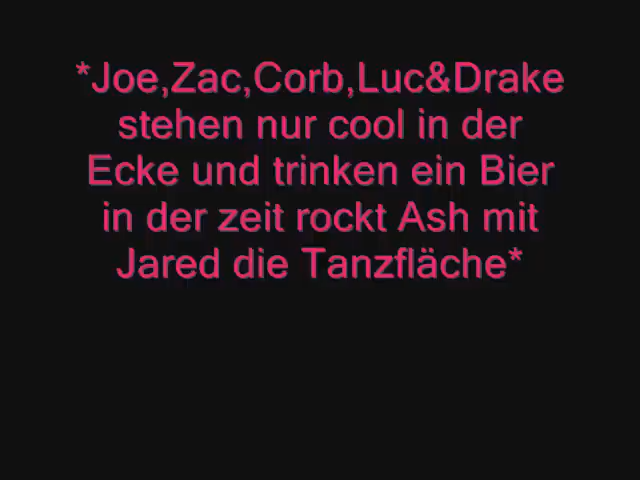 *Joe,Zac,Corb,Luc&Drake
stehen nur cool in der
Ecke und trinken ein Bier
in der zeit rockt Ash mit
Jared die Tanzfläche*